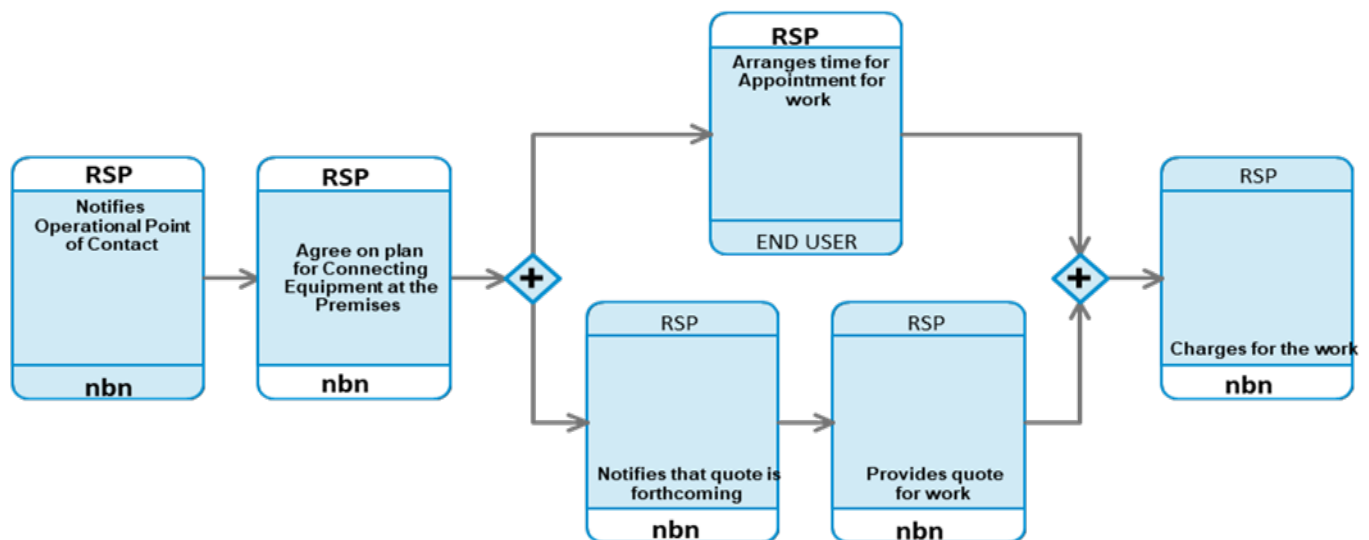 RSP
Notifies
Operational Point
of Contact
nbn
RSP
Agree on plan
for Connecting
Equipment at the
Premises
nbn
RSP
Arranges time for
Appointment for
work
END USER
RSP
Notifies that quote is
forthcoming
nbn
RSP
Provides quote
for work
nbn
RSP
Charges for the work
nbn